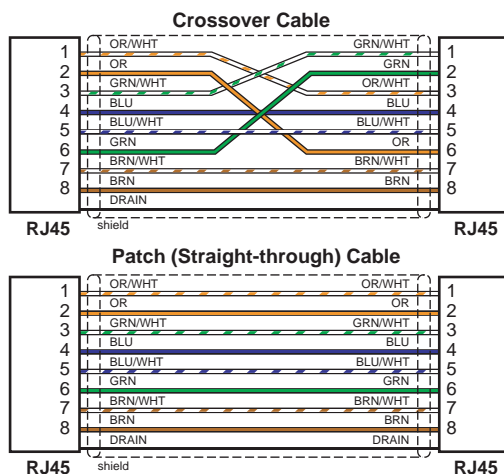 Crossover Cable
OR/WHT GRN/WHT
1 1
OR GRN
2 2
GRN/WHT OR/WHT
3 3
BLU BLU
4 4
BLU/WHT BLU/WHT
5 5
GRN OR
6 6
BRN/WHT BRN/WHT
7 7
BRN BRN
8 8
DRAIN
RJ45 shield RJ45
Patch (Straight-through) Cable
OR/WHT OR/WHT
1 1
OR OR
2 2
GRN/WHT GRN/WHT
3 3
BLU BLU
4 4
BLU/WHT BLU/WHT
5 5
GRN GRN
6 6
BRN/WHT BRN/WHT
7 7
BRN BRN
8 8
DRAIN DRAIN
RJ45 shield RJ45